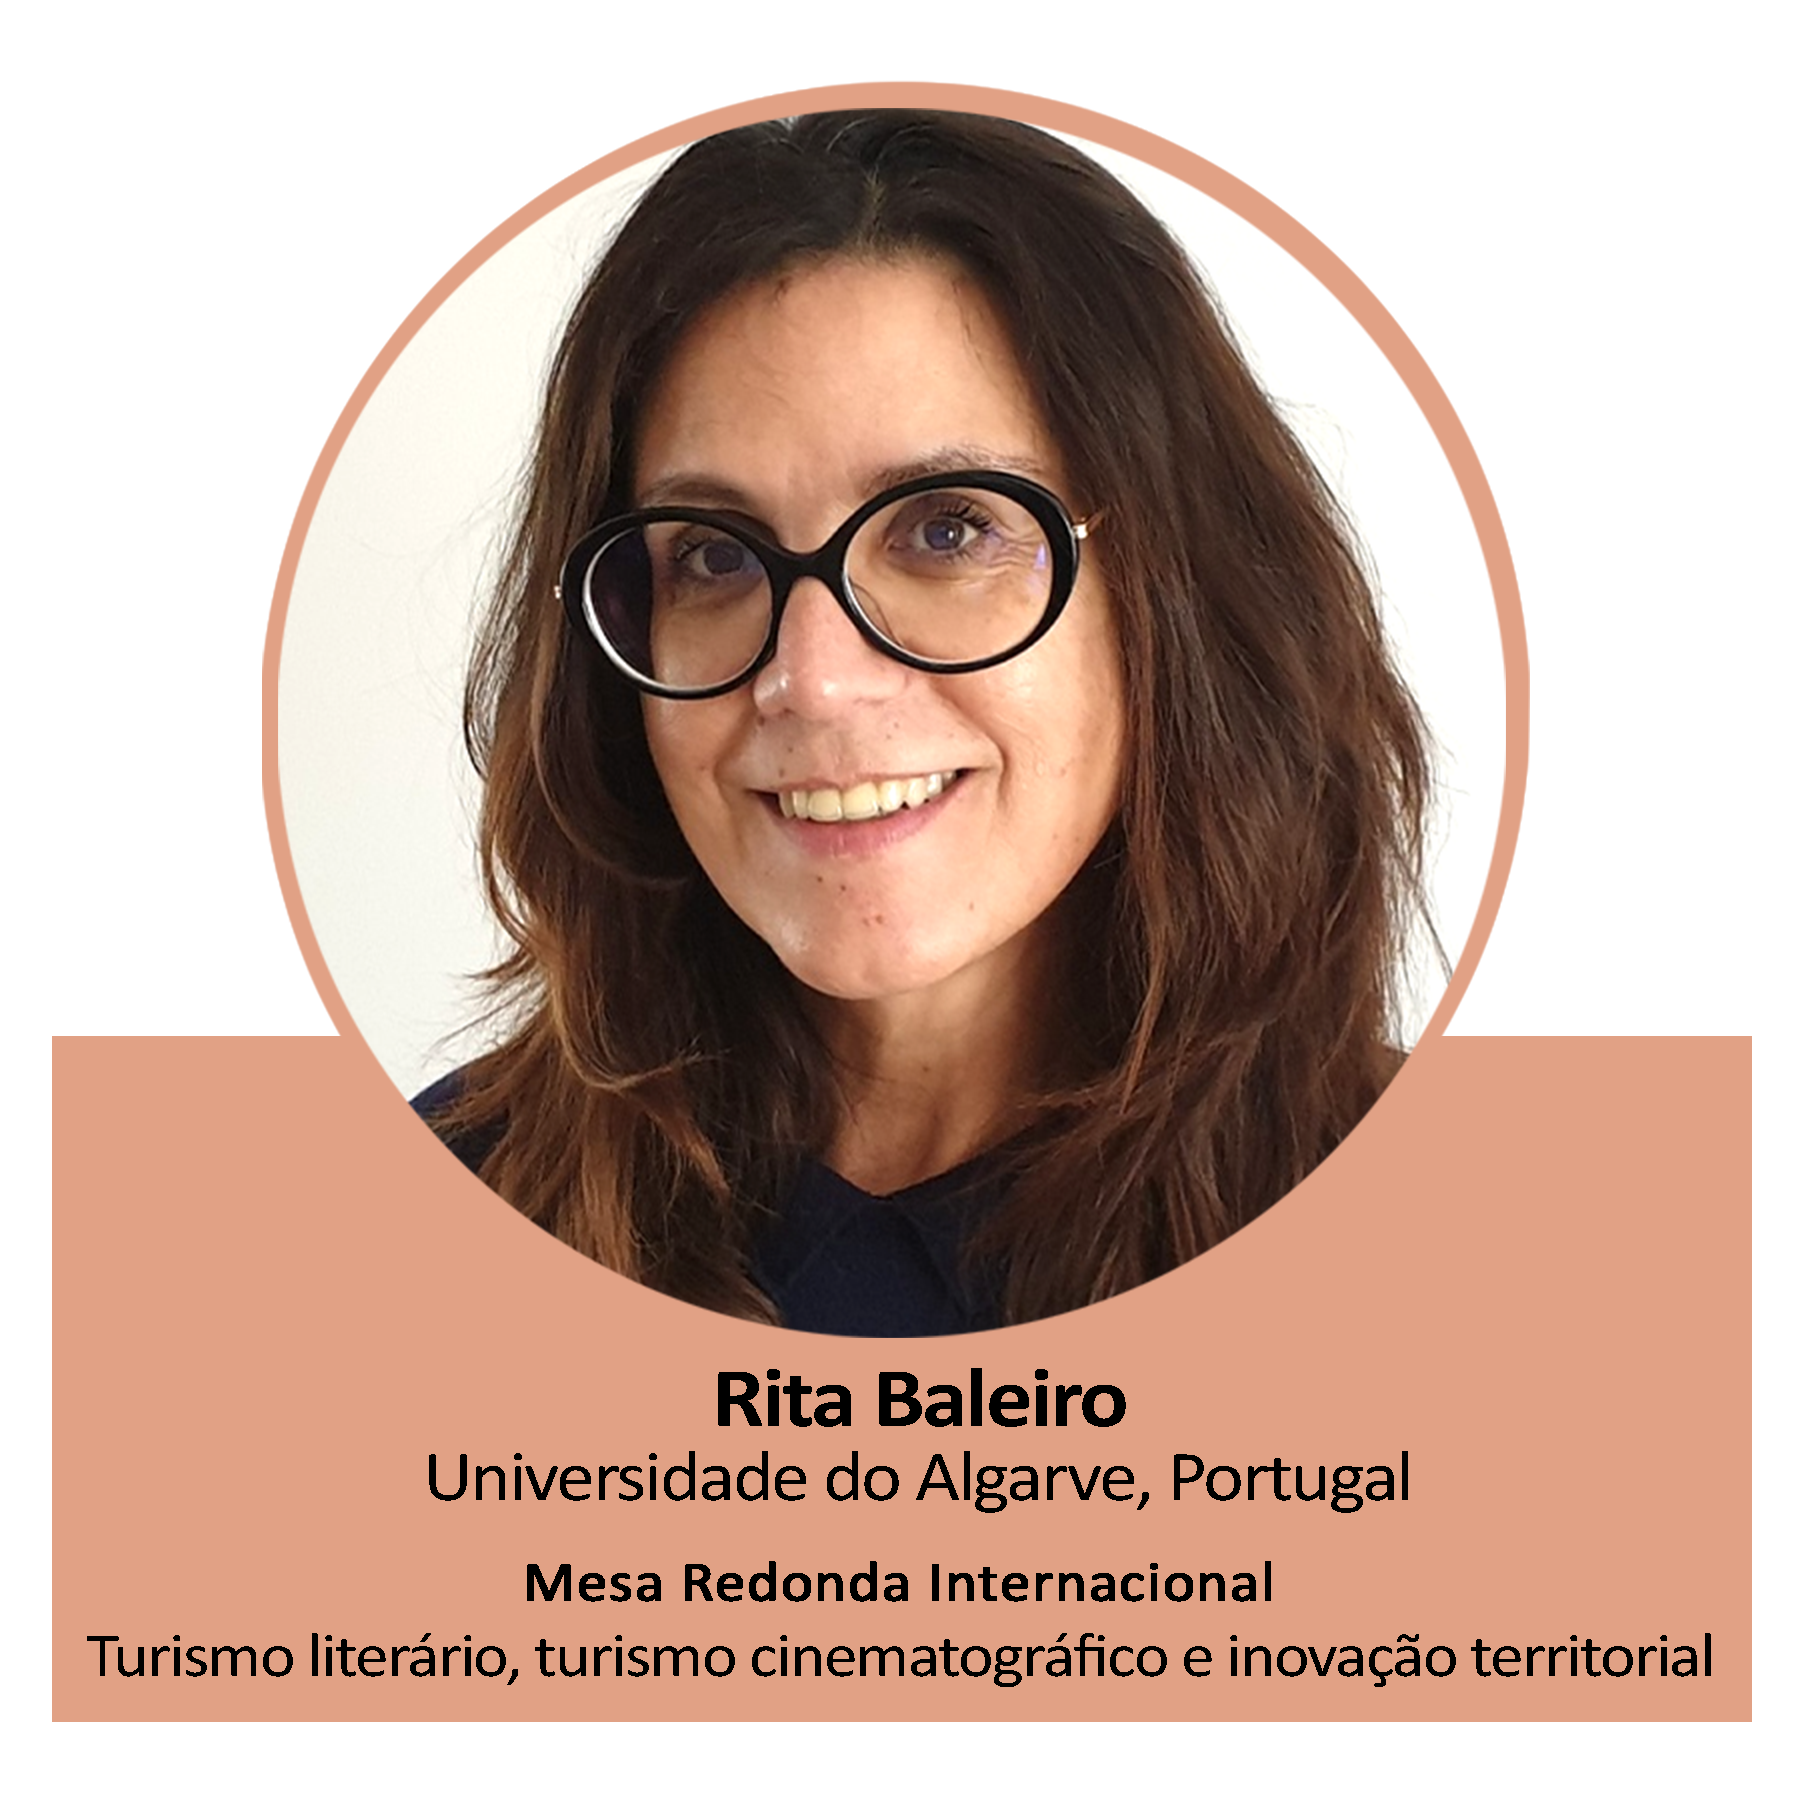 Rita Baleiro
Universidade do Algarve, Portugal
Mesa Redonda Internacional
Turismo literário, turismo cinematográfico e inovação territorial